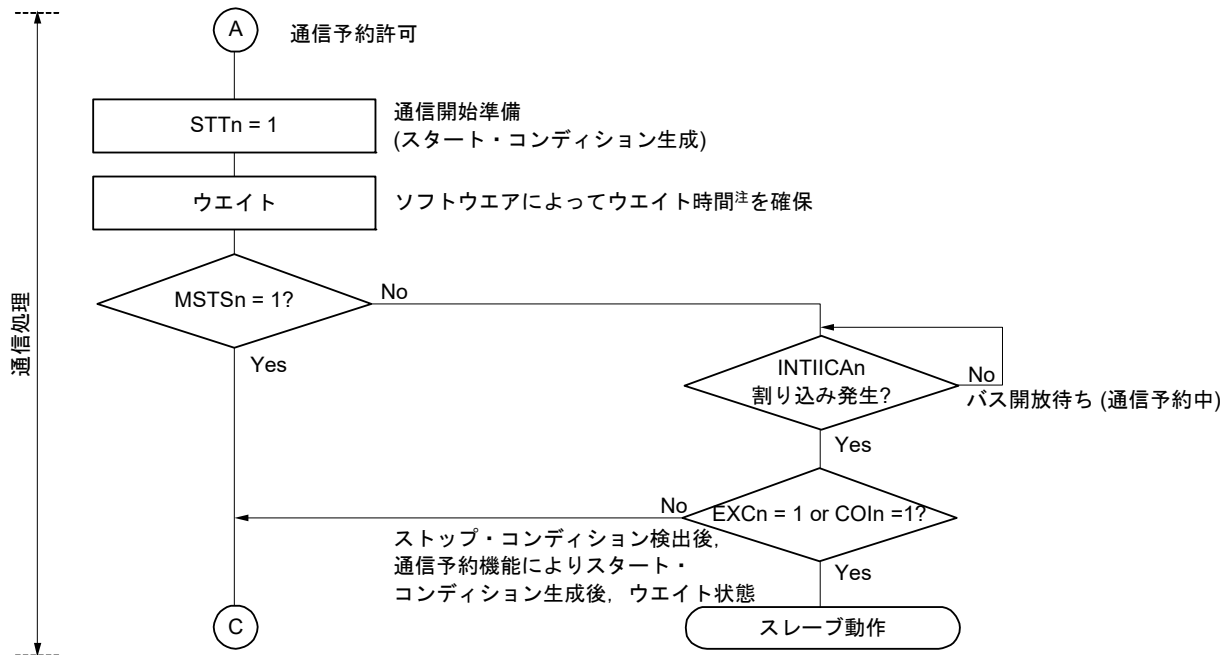 A
通信予約許可
STTn = 1
通信開始準備
(スタート・コンディション生成)
ウエイト
ソフトウエアによってウエイト時間注を確保
MSTSn = 1?
No
Yes
通信処理
INTIICAn
割り込み発生?
No
バス開放待ち (通信予約中)
Yes
EXCn = 1 or COIn =1?
No
ストップ・コンディション検出後,
通信予約機能によりスタート・
コンディション生成後, ウエイト状態
Yes
C
スレーブ動作